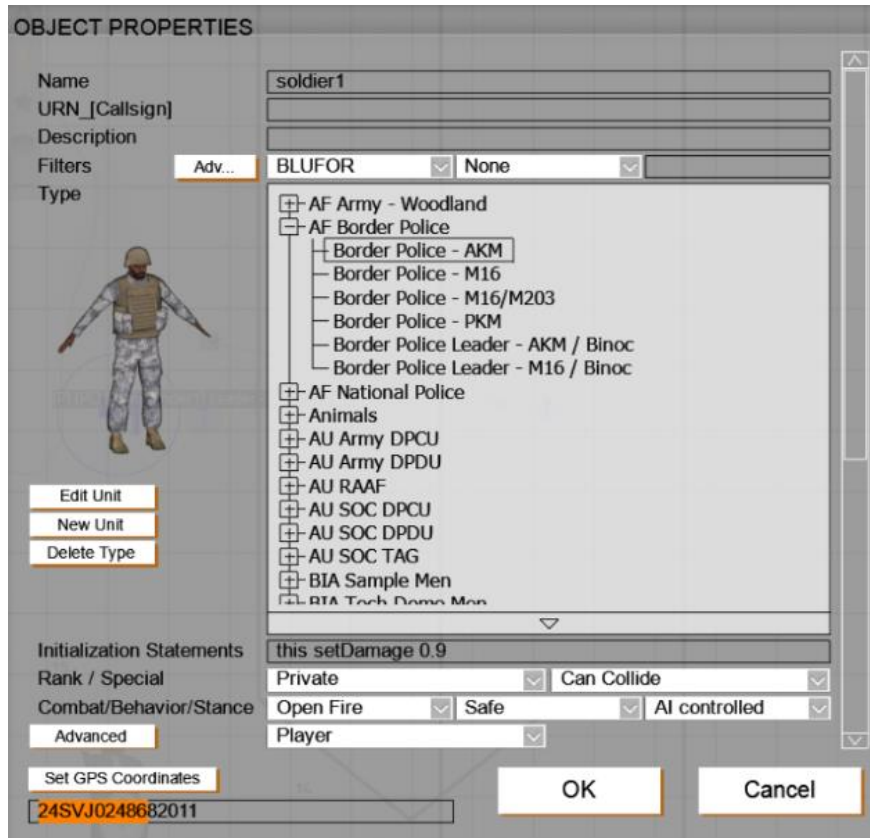 OBJECT PROPERTIES
Name soldier1
URN_[Callsign]
Description
Filters Adv... BLUFOR None
Type
AF Army - Woodland
AF Border Police
Border Police - AKM
Border Police - M16
Border Police - M16/M203
Border Police - PKM
Border Police Leader - AKM / Binoc
Border Police Leader - M16 / Binoc
AF National Police
Animals
AU Army DPCU
AU Army DPDU
AU RAAF
AU SOC DPCU
AU SOC DPDU
AU SOC TAG
BIA Sample Men
BIA Tech Demo Men
Edit Unit
New Unit
Delete Type
Initialization Statements this setDamage 0.9
Rank / Special Private Can Collide
Combat/Behavior/Stance Open Fire Safe AI controlled
Advanced Player
Set GPS Coordinates OK Cancel
24SVJ0248682011